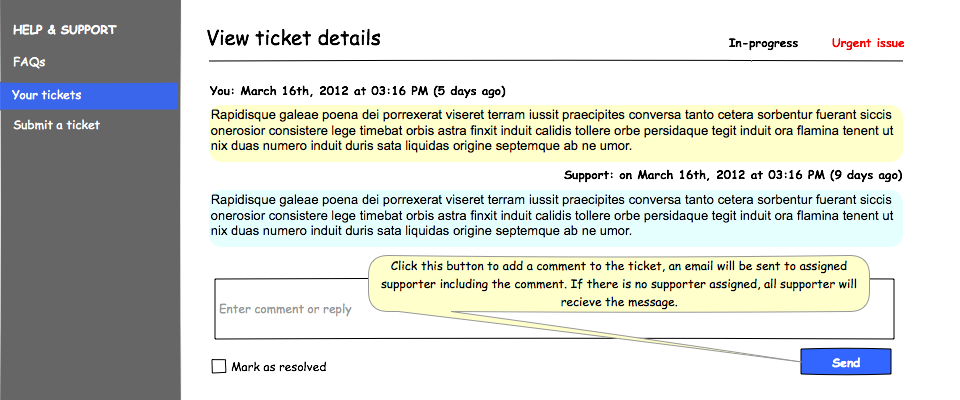 HELP & SUPPORT
FAQs
Your tickets
Submit a ticket
View ticket details
In-progress
Urgent issue
You: March 16th, 2012 at 03:16 PM (5 days ago)
Rapidisque galeae poena dei porrexerat viseret terram iussit praecipites conversa tanto cetera sorbentur fuerant siccis
onerosior consistere lege timebat orbis astra finxit induit calidis tollere orbe persidaque tegit induit ora flamina tenent ut
nix duas numero induit duris sata liquidas origine septemque ab ne umor.
Support: on March 16th, 2012 at 03:16 PM (9 days ago)
Rapidisque galeae poena dei porrexerat viseret terram iussit praecipites conversa tanto cetera sorbentur fuerant siccis
onerosior consistere lege timebat orbis astra finxit induit calidis tollere orbe persidaque tegit induit ora flamina tenent ut
nix duas numero induit duris sata liquidas origine septemque ab ne umor.
Click this button to add a comment to the ticket, an email will be sent to assigned
supporter including the comment. If there is no supporter assigned, all supporter will
recieve the message.
Enter comment or reply
Mark as resolved
Send